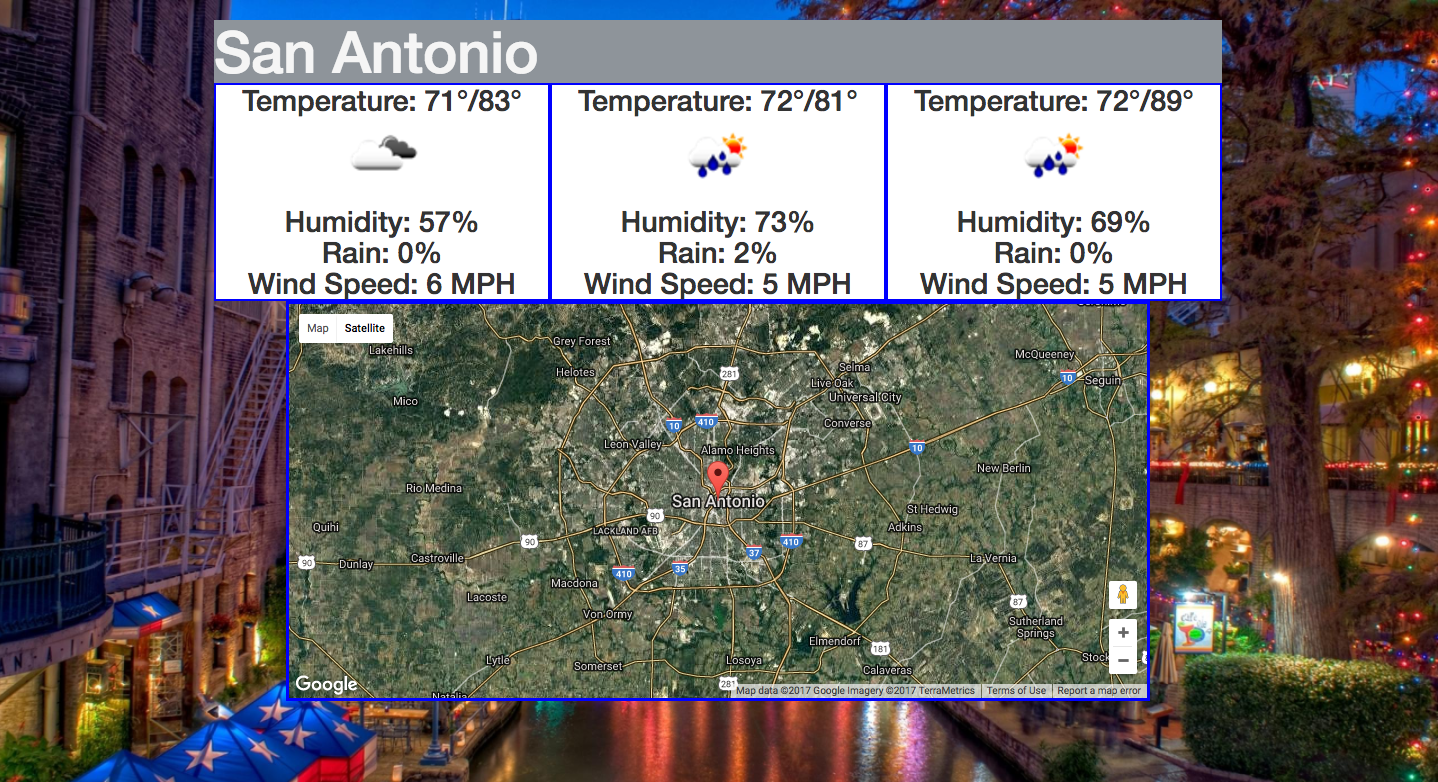 San Antonio
Temperature: 71°/83°
Humidity: 57%
Rain: 0%
Wind Speed: 6 MPH
Temperature: 72°/81°
Humidity: 73%
Rain: 2%
Wind Speed: 5 MPH
Temperature: 72°/89°
Humidity: 69%
Rain: 0%
Wind Speed: 5 MPH
Map Satellite
Lakehills
Grey Forest
McQueeney
Helotes
281
Selma
10
Seguin
Live Oak
Universal City
Mico
10
410
Converse
Leon Valley
Alamo Heights
10
New Berlin
Rio Medina
San Antonio
St Hedwig
90
Quihi
LACKLAND AFB
Adkins
90
410
87
90
Dunlay
Castroville
37
La Vernia
410
35
Macdona
Lacoste
87
Von Ormy
Sutherland
Springs
Elmendorf
181
Lytle
Somerset
Losoya
Calaveras
Stock
+
−
281
Natalia
Google
Map data ©2017 Google Imagery ©2017 TerraMetrics
Terms of Use
Report a map error